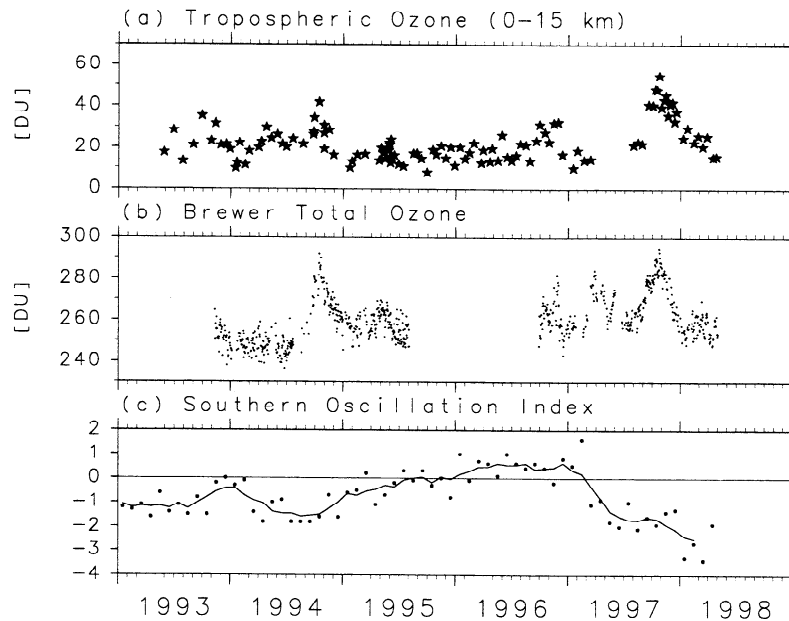 (a) Tropospheric Ozone (0-15 km)
[DU]
60
40
20
0
(b) Brewer Total Ozone
[DU]
300
280
260
240
(c) Southern Oscillation Index
2
1
0
-1
-2
-3
-4
1993 1994 1995 1996 1997 1998